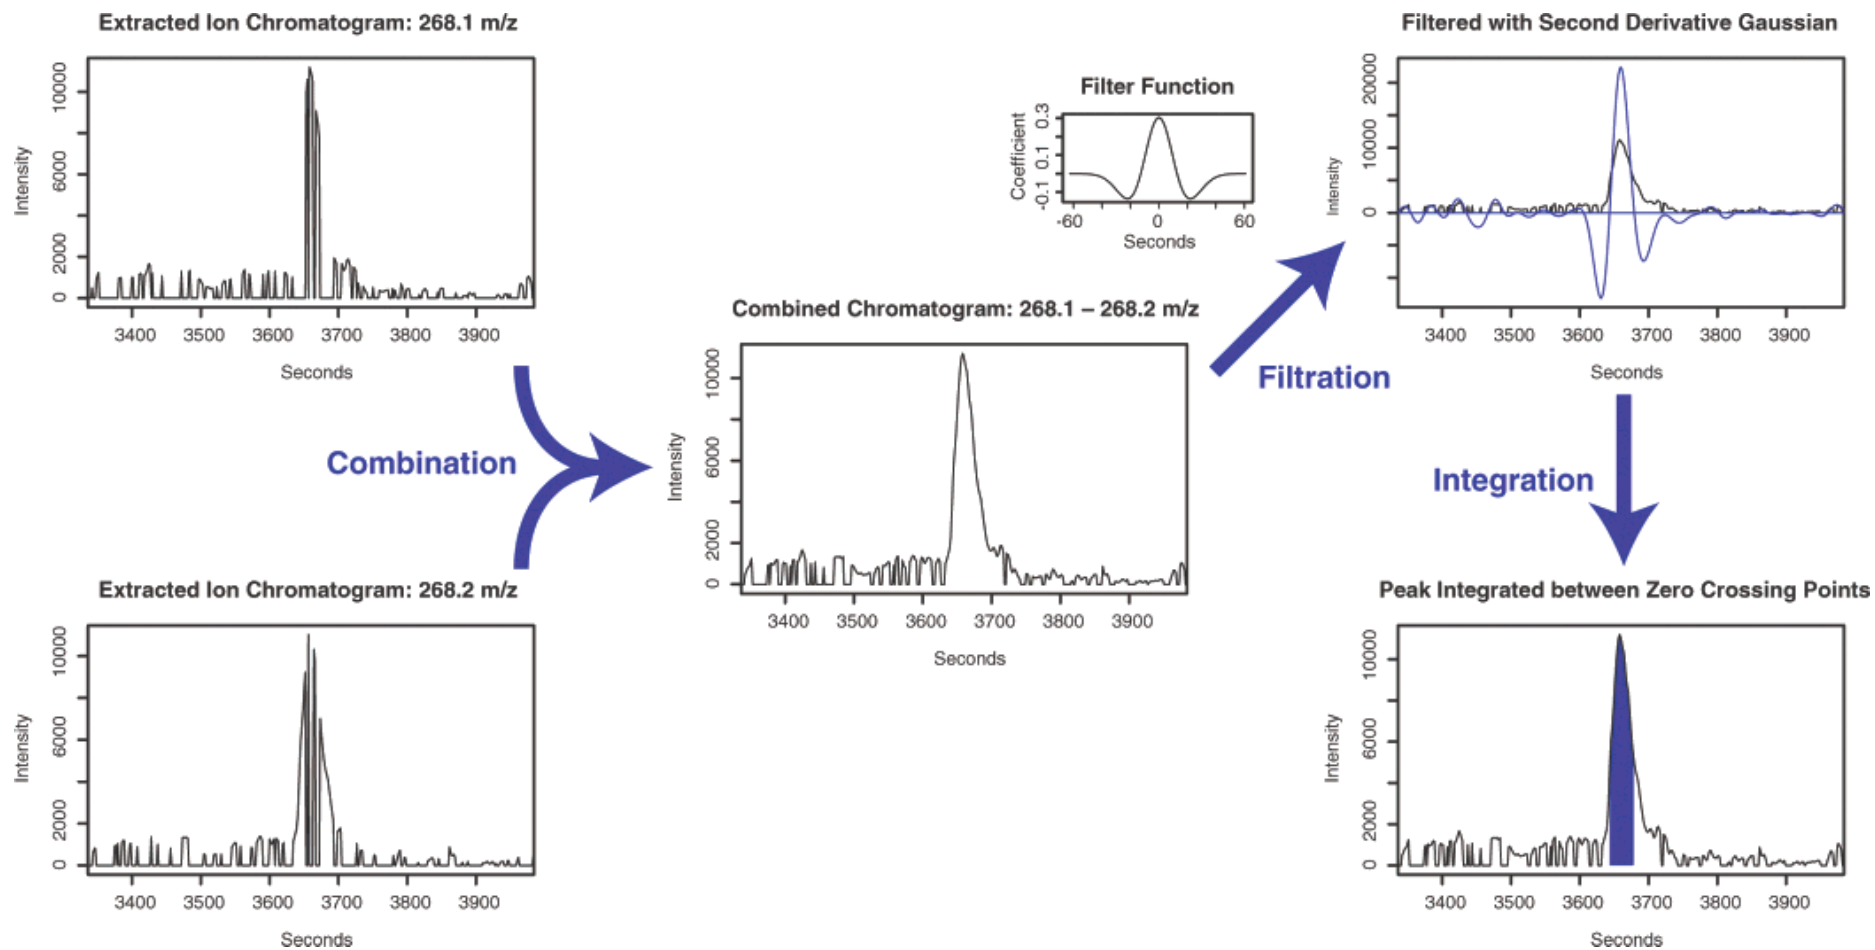 Extracted Ion Chromatogram: 268.1 m/z
Intensity
10000
6000
2000
0
3400 3500 3600 3700 3800 3900
Seconds
Combination
Extracted Ion Chromatogram: 268.2 m/z
Intensity
10000
6000
2000
0
3400 3500 3600 3700 3800 3900
Seconds
Combined Chromatogram: 268.1 – 268.2 m/z
Intensity
10000
6000
2000
0
3400 3500 3600 3700 3800 3900
Seconds
Filter Function
Coefficient
0.3
0.1
-0.1
-60 0 60
Seconds
Filtration
Filtered with Second Derivative Gaussian
Intensity
20000
10000
0
3400 3500 3600 3700 3800 3900
Seconds
Integration
Peak Integrated between Zero Crossing Points
Intensity
10000
6000
2000
0
3400 3500 3600 3700 3800 3900
Seconds